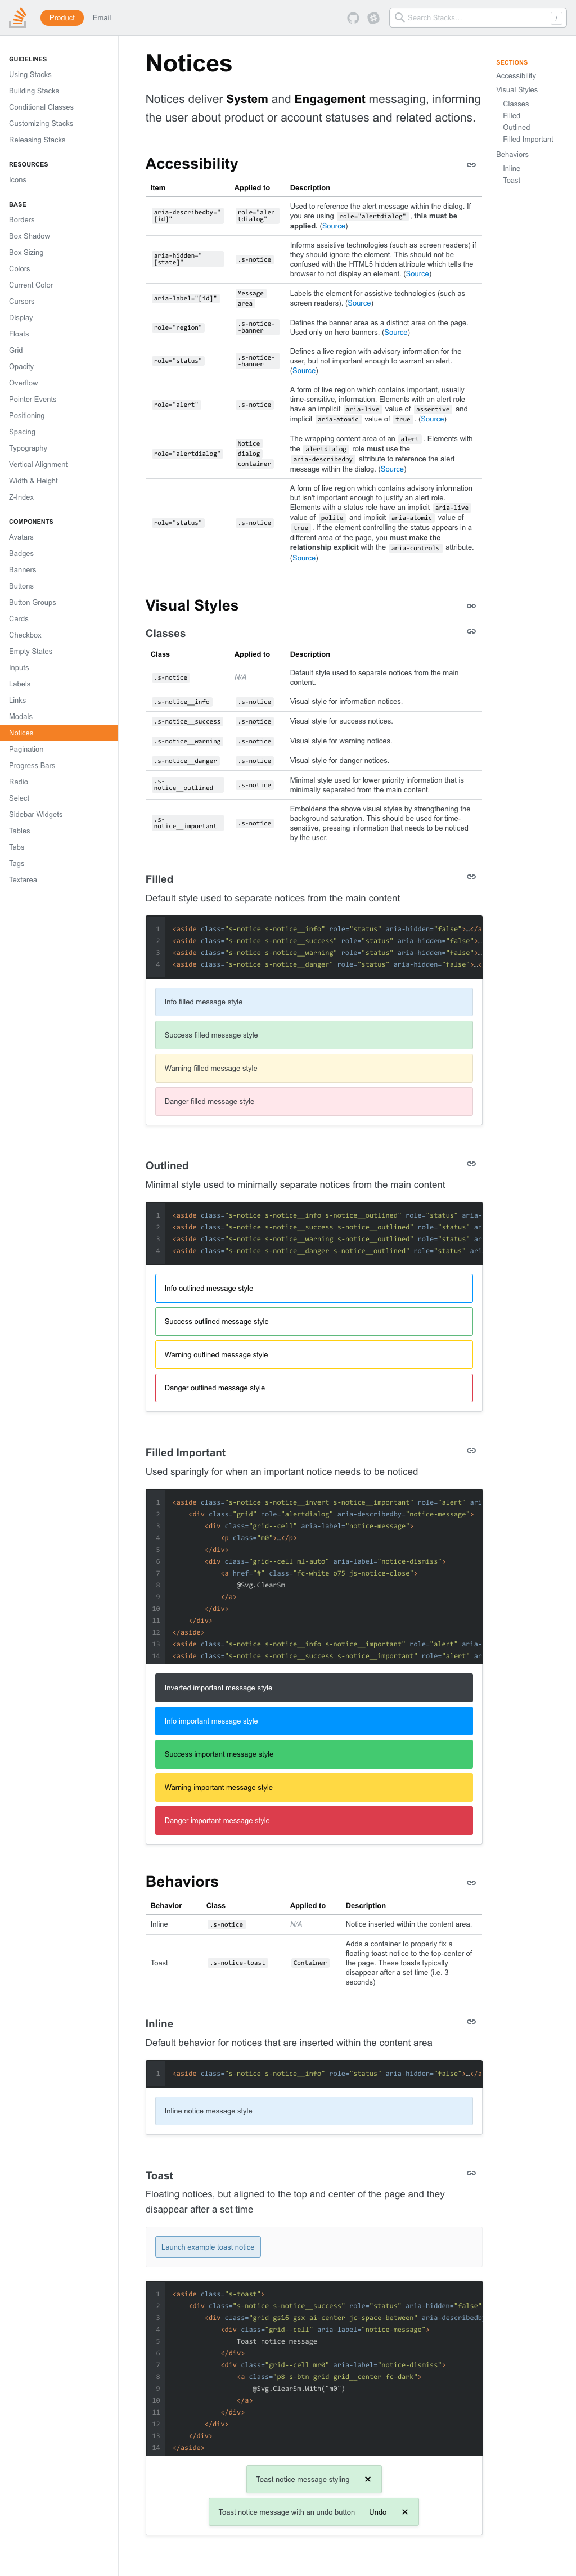 Product Email
Search Stacks… /
GUIDELINES
Using Stacks
Building Stacks
Conditional Classes
Customizing Stacks
Releasing Stacks
RESOURCES
Icons
BASE
Borders
Box Shadow
Box Sizing
Colors
Current Color
Cursors
Display
Floats
Grid
Opacity
Overflow
Pointer Events
Positioning
Spacing
Typography
Vertical Alignment
Width & Height
Z-Index
COMPONENTS
Avatars
Badges
Banners
Buttons
Button Groups
Cards
Checkbox
Empty States
Inputs
Labels
Links
Modals
Notices
Pagination
Progress Bars
Radio
Select
Sidebar Widgets
Tables
Tabs
Tags
Textarea
Notices
Notices deliver System and Engagement messaging, informing
the user about product or account statuses and related actions.
Accessibility
Item Applied to Description
aria-describedby="
[id]"
role="aler
tdialog"
Used to reference the alert message within the dialog. If
you are using role="alertdialog" , this must be
applied. (Source)
aria-hidden="
[state]"
.s-notice
Informs assistive technologies (such as screen readers) if
they should ignore the element. This should not be
confused with the HTML5 hidden attribute which tells the
browser to not display an element. (Source)
aria-label="[id]"
Message
area
Labels the element for assistive technologies (such as
screen readers). (Source)
role="region"
.s-notice-
-banner
Defines the banner area as a distinct area on the page.
Used only on hero banners. (Source)
role="status"
.s-notice-
-banner
Defines a live region with advisory information for the
user, but not important enough to warrant an alert.
(Source)
role="alert"
.s-notice
A form of live region which contains important, usually
time-sensitive, information. Elements with an alert role
have an implicit aria-live value of assertive and
implicit aria-atomic value of true . (Source)
role="alertdialog"
Notice
dialog
container
The wrapping content area of an alert . Elements with
the alertdialog role must use the
aria-describedby attribute to reference the alert
message within the dialog. (Source)
role="status"
.s-notice
A form of live region which contains advisory information
but isn't important enough to justify an alert role.
Elements with a status role have an implicit aria-live
value of polite and implicit aria-atomic value of
true . If the element controlling the status appears in a
different area of the page, you must make the
relationship explicit with the aria-controls attribute.
(Source)
Visual Styles
Classes
Class Applied to Description
.s-notice N/A
Default style used to separate notices from the main
content.
.s-notice__info .s-notice Visual style for information notices.
.s-notice__success .s-notice Visual style for success notices.
.s-notice__warning .s-notice Visual style for warning notices.
.s-notice__danger .s-notice Visual style for danger notices.
.s-
notice__outlined
.s-notice
Minimal style used for lower priority information that is
minimally separated from the main content.
.s-
notice__important
.s-notice
Emboldens the above visual styles by strengthening the
background saturation. This should be used for time-
sensitive, pressing information that needs to be noticed
by the user.
Filled
Default style used to separate notices from the main content
1 <aside class="s-notice s-notice__info" role="status" aria-hidden="false">…</a
2 <aside class="s-notice s-notice__success" role="status" aria-hidden="false">…
3 <aside class="s-notice s-notice__warning" role="status" aria-hidden="false">…
4 <aside class="s-notice s-notice__danger" role="status" aria-hidden="false">…<
Info filled message style
Success filled message style
Warning filled message style
Danger filled message style
Outlined
Minimal style used to minimally separate notices from the main content
1 <aside class="s-notice s-notice__info s-notice__outlined" role="status" aria-
2 <aside class="s-notice s-notice__success s-notice__outlined" role="status" ar
3 <aside class="s-notice s-notice__warning s-notice__outlined" role="status" ar
4 <aside class="s-notice s-notice__danger s-notice__outlined" role="status" ari
Info outlined message style
Success outlined message style
Warning outlined message style
Danger outlined message style
Filled Important
Used sparingly for when an important notice needs to be noticed
1 <aside class="s-notice s-notice__invert s-notice__important" role="alert" ari
2 <div class="grid" role="alertdialog" aria-describedby="notice-message">
3 <div class="grid--cell" aria-label="notice-message">
4 <p class="m0">…</p>
5 </div>
6 <div class="grid--cell ml-auto" aria-label="notice-dismiss">
7 <a href="#" class="fc-white o75 js-notice-close">
8 @Svg.ClearSm
9 </a>
10 </div>
11 </div>
12 </aside>
13 <aside class="s-notice s-notice__info s-notice__important" role="alert" aria-
14 <aside class="s-notice s-notice__success s-notice__important" role="alert" ar
Inverted important message style
Info important message style
Success important message style
Warning important message style
Danger important message style
Behaviors
Behavior Class Applied to Description
Inline .s-notice N/A Notice inserted within the content area.
Toast .s-notice-toast Container
Adds a container to properly fix a
floating toast notice to the top-center of
the page. These toasts typically
disappear after a set time (i.e. 3
seconds)
Inline
Default behavior for notices that are inserted within the content area
1 <aside class="s-notice s-notice__info" role="status" aria-hidden="false">…</a
Inline notice message style
Toast
Floating notices, but aligned to the top and center of the page and they
disappear after a set time
Launch example toast notice
1 <aside class="s-toast">
2 <div class="s-notice s-notice__success" role="status" aria-hidden="false"
3 <div class="grid gs16 gsx ai-center jc-space-between" aria-describedb
4 <div class="grid--cell" aria-label="notice-message">
5 Toast notice message
6 </div>
7 <div class="grid--cell mr0" aria-label="notice-dismiss">
8 <a class="p8 s-btn grid grid__center fc-dark">
9 @Svg.ClearSm.With("m0")
10 </a>
11 </div>
12 </div>
13 </div>
14 </aside>
Toast notice message styling
Toast notice message with an undo button Undo
SECTIONS
Accessibility
Visual Styles
Classes
Filled
Outlined
Filled Important
Behaviors
Inline
Toast